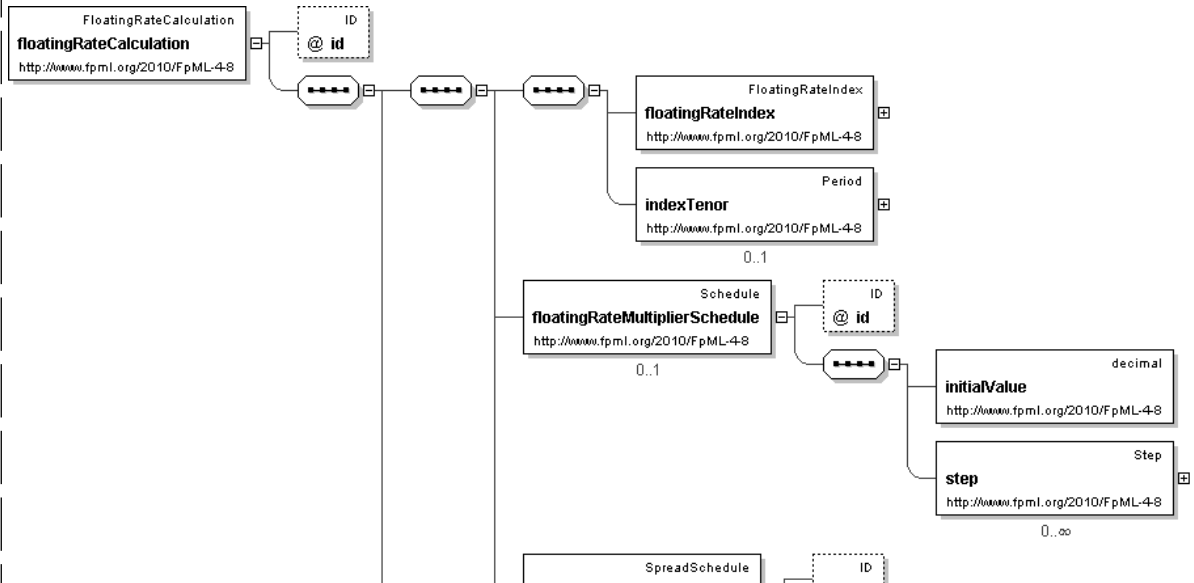 FloatingRateCalculation
floatingRateCalculation
http://www.fpml.org/2010/FpML-4-8
ID
@ id
FloatingRateIndex
floatingRateIndex
http://www.fpml.org/2010/FpML-4-8
Period
indexTenor
http://www.fpml.org/2010/FpML-4-8
0..1
Schedule
floatingRateMultiplierSchedule
http://www.fpml.org/2010/FpML-4-8
0..1
ID
@ id
decimal
initialValue
http://www.fpml.org/2010/FpML-4-8
Step
step
http://www.fpml.org/2010/FpML-4-8
0..∞
SpreadSchedule
ID